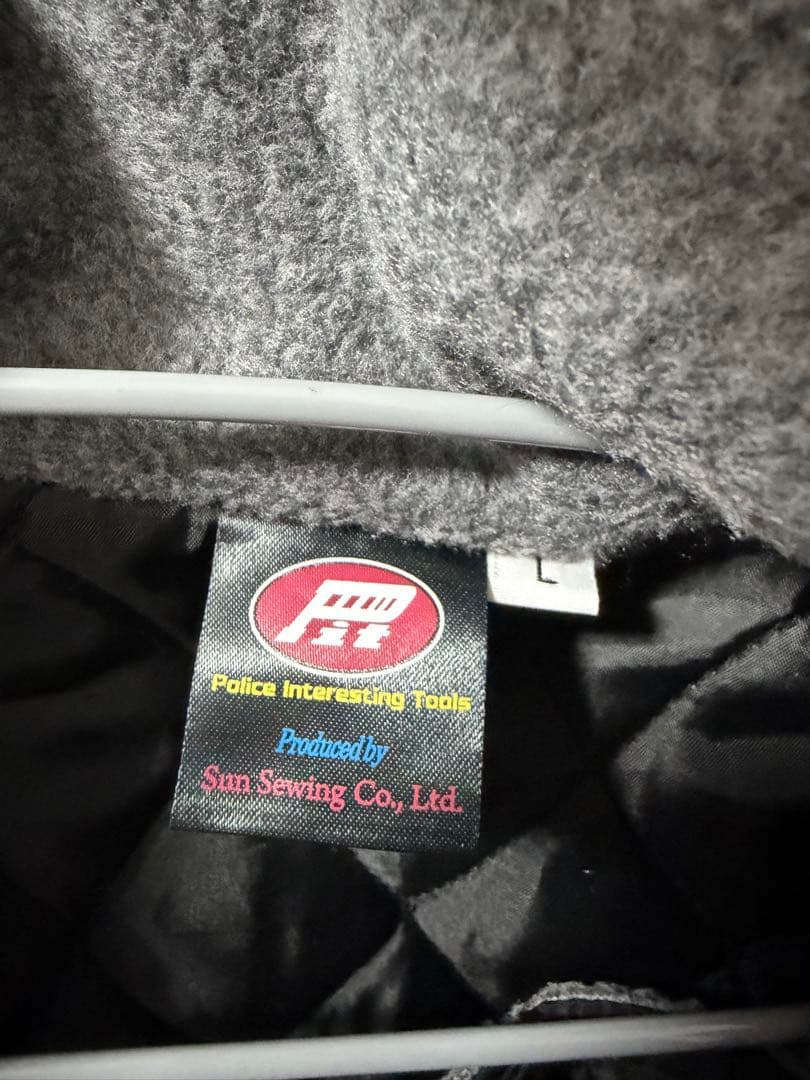 Pit
L
Police Interesting Tools
Produced by
Sun Sewing Co., Ltd.